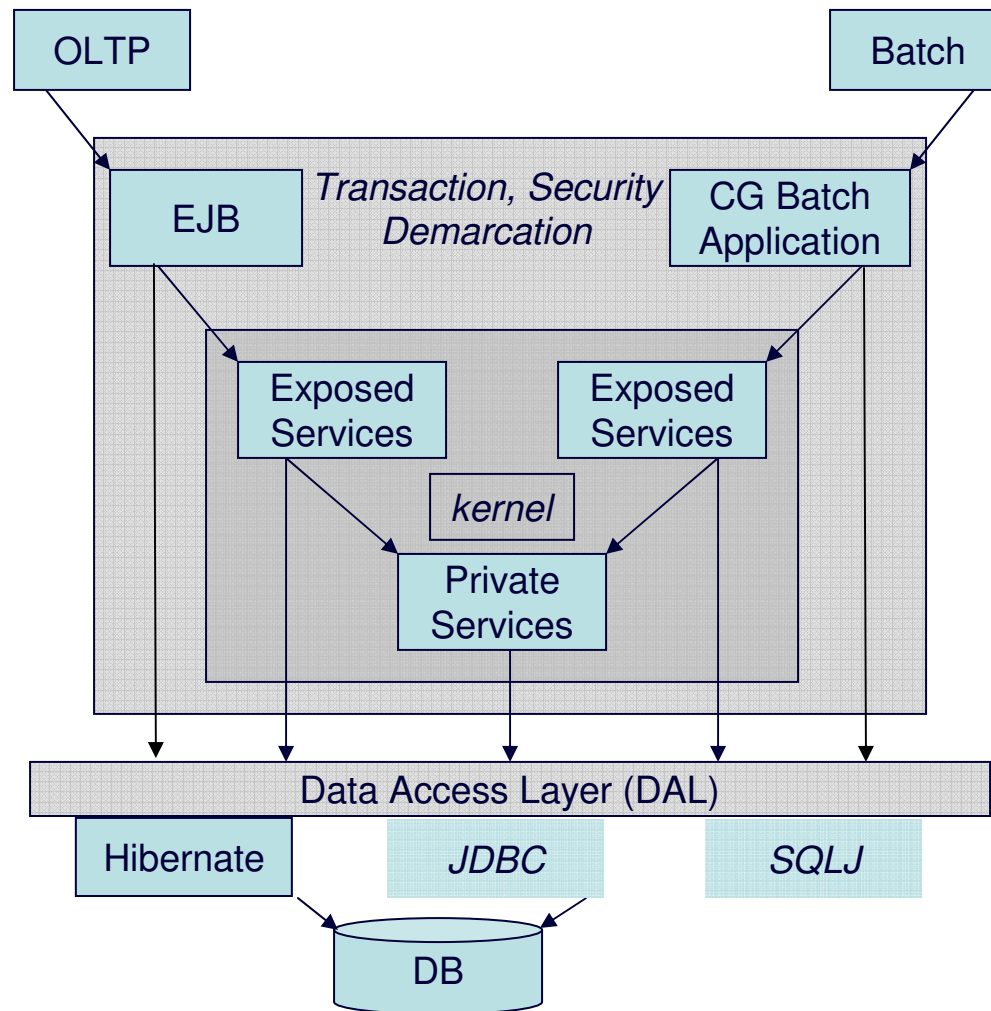 OLTP
Batch
Transaction, Security
Demarcation
EJB
CG Batch
Application
Exposed
Services
Exposed
Services
kernel
Private
Services
Data Access Layer (DAL)
Hibernate
JDBC
SQLJ
DB